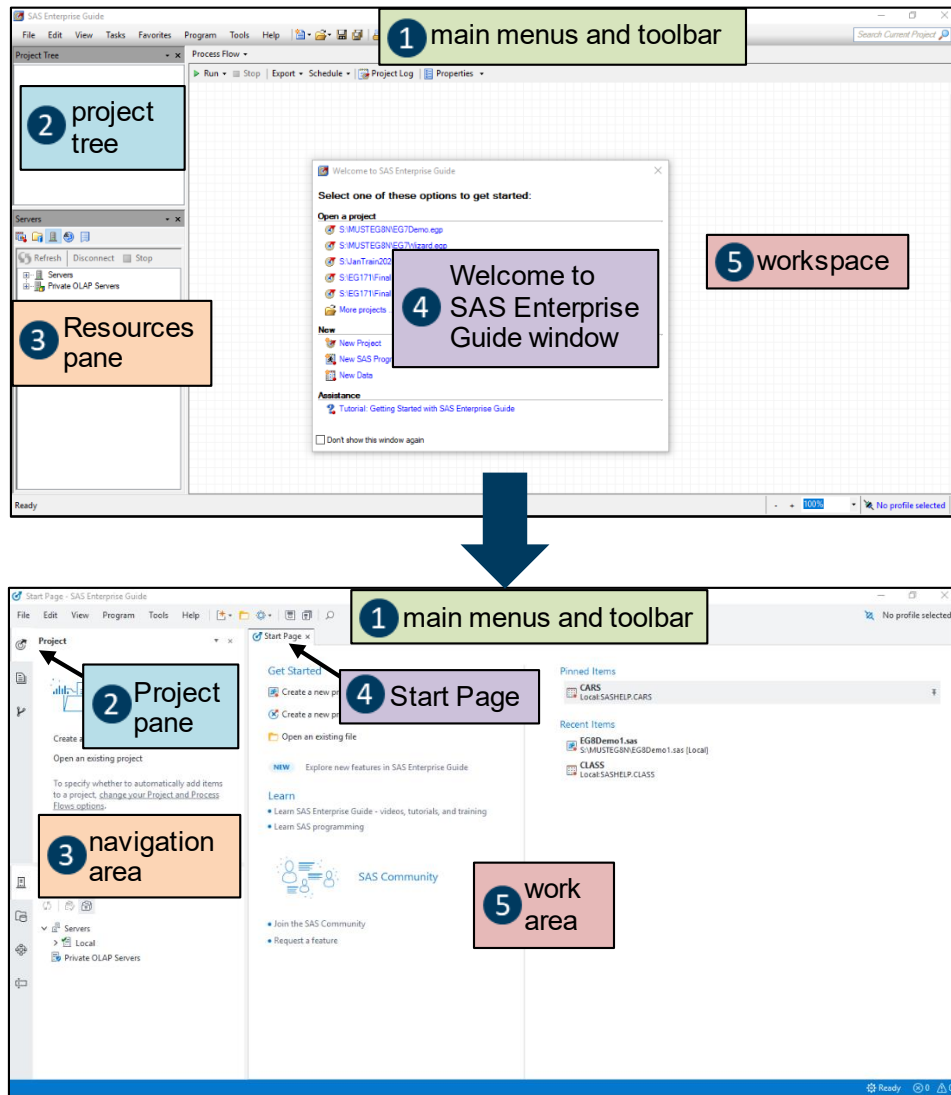 SAS Enterprise Guide
File Edit View Tasks Favorites Program Tools Help
1 main menus and toolbar
Search Current Project
Project Tree
Process Flow
Run Stop Export Schedule Project Log Properties
2 project
tree
Welcome to SAS Enterprise Guide
Select one of these options to get started:
Open a project
S:\MUSTEG8N\EG7Demo.egp
S:\MUSTEG8N\EG7Wizard.egp
S:\EG171\Final
S:\EG171\Final
More projects
New
New Project
New SAS
New Data
Assistance
Tutorial: Getting Started with SAS Enterprise Guide
Don't show this window again
Servers
Refresh Disconnect Stop
Servers
Private OLAP Servers
3 Resources
pane
4 Welcome to
SAS Enterprise
Guide window
5 workspace
Ready
- + 100% No profile selected
Start Page - SAS Enterprise Guide
File Edit View Program Tools Help
1 main menus and toolbar
No profile selected
Project
Start Page
2 Project
pane
4 Start Page
Create
Open an existing project
To specify whether to automatically add items
to a project, change your Project and Process
Flows options.
3 navigation
area
Servers
Local
Private OLAP Servers
Get Started
Create a new
Create a new
Open an existing file
NEW Explore new features in SAS Enterprise Guide
Learn
• Learn SAS Enterprise Guide - videos, tutorials, and training
• Learn SAS programming
SAS Community
• Join the SAS Community
• Request a feature
5 work
area
Pinned Items
CARS
Local:SASHELP.CARS
Recent Items
EG8Demo1.sas
S:\MUSTEG8N\EG8Demo1.sas (Local)
CLASS
Local:SASHELP.CLASS
Ready 0